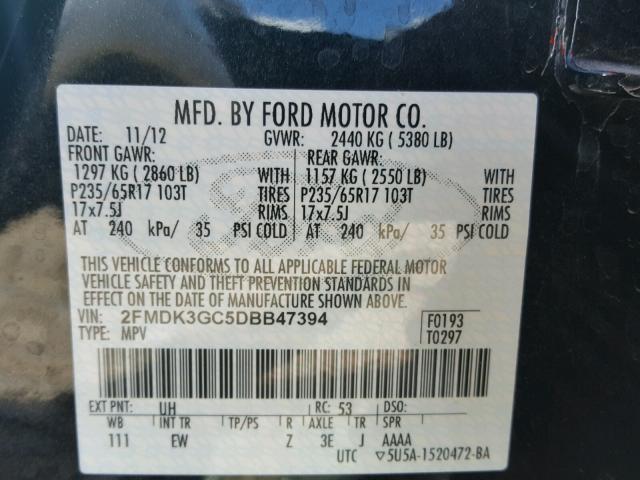 MFD. BY FORD MOTOR CO.
DATE: 11/12 GVWR: 2440 KG ( 5380 LB)
FRONT GAWR: REAR GAWR:
1297 KG ( 2860 LB) WITH 1157 KG ( 2550 LB) WITH
P235/65R17 103T TIRES P235/65R17 103T TIRES
17x7.5J RIMS 17x7.5J RIMS
AT 240 kPa/ 35 PSI COLD AT 240 kPa/ 35 PSI COLD
THIS VEHICLE CONFORMS TO ALL APPLICABLE FEDERAL MOTOR
VEHICLE SAFETY AND THEFT PREVENTION STANDARDS IN
EFFECT ON THE DATE OF MANUFACTURE SHOWN ABOVE.
VIN: 2FMDK3GC5DBB47394 F0193
TYPE: MPV T0297
EXT PNT: UH RC: 53 DSO:
WB INT TR TP/PS R AXLE TR SPR
111 EW Z 3E J AAAA
UTC ▽5U5A-1520472-BA